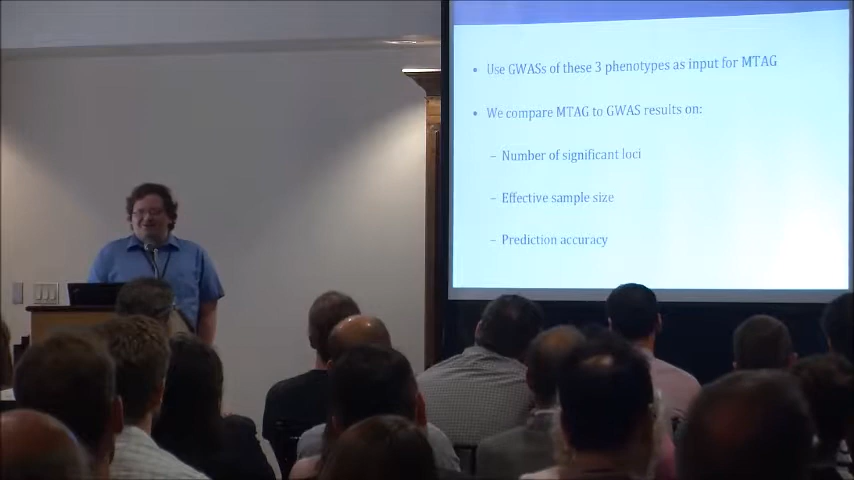 • Use GWASs of these 3 phenotypes as input for MTAG
• We compare MTAG to GWAS results on:
– Number of significant loci
– Effective sample size
– Prediction accuracy